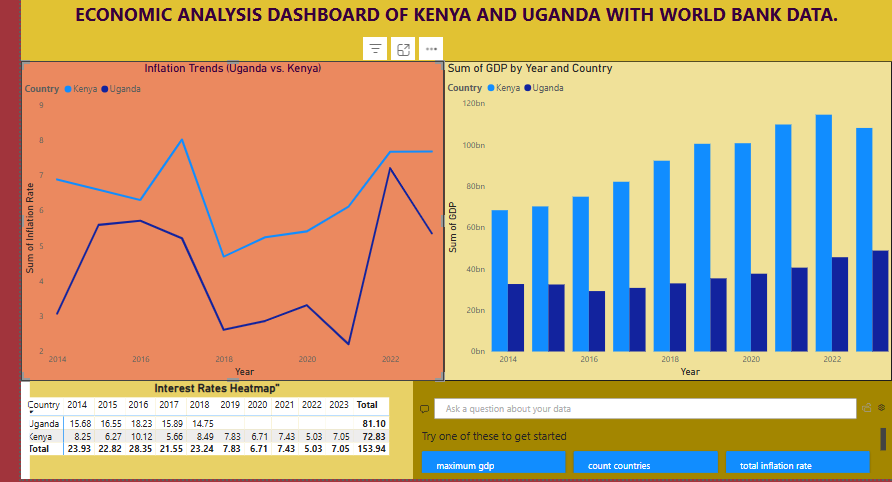 ECONOMIC ANALYSIS DASHBOARD OF KENYA AND UGANDA WITH WORLD BANK DATA.
Inflation Trends (Uganda vs. Kenya)
Country Kenya Uganda
9
8
7
6
5
4
3
2
Sum of Inflation Rate
2014 2016 2018 2020 2022
Year
Sum of GDP by Year and Country
Country Kenya Uganda
120bn
100bn
80bn
60bn
40bn
20bn
0bn
Sum of GDP
2014 2016 2018 2020 2022
Year
Interest Rates Heatmap"
Country 2014 2015 2016 2017 2018 2019 2020 2021 2022 2023 Total
Uganda 15.68 16.55 18.23 15.89 14.75 81.10
Kenya 8.25 6.27 10.12 5.66 8.49 7.83 6.71 7.43 5.03 7.05 72.83
Total 23.93 22.82 28.35 21.55 23.24 7.83 6.71 7.43 5.03 7.05 153.94
Ask a question about your data
Try one of these to get started
maximum gdp
count countries
total inflation rate